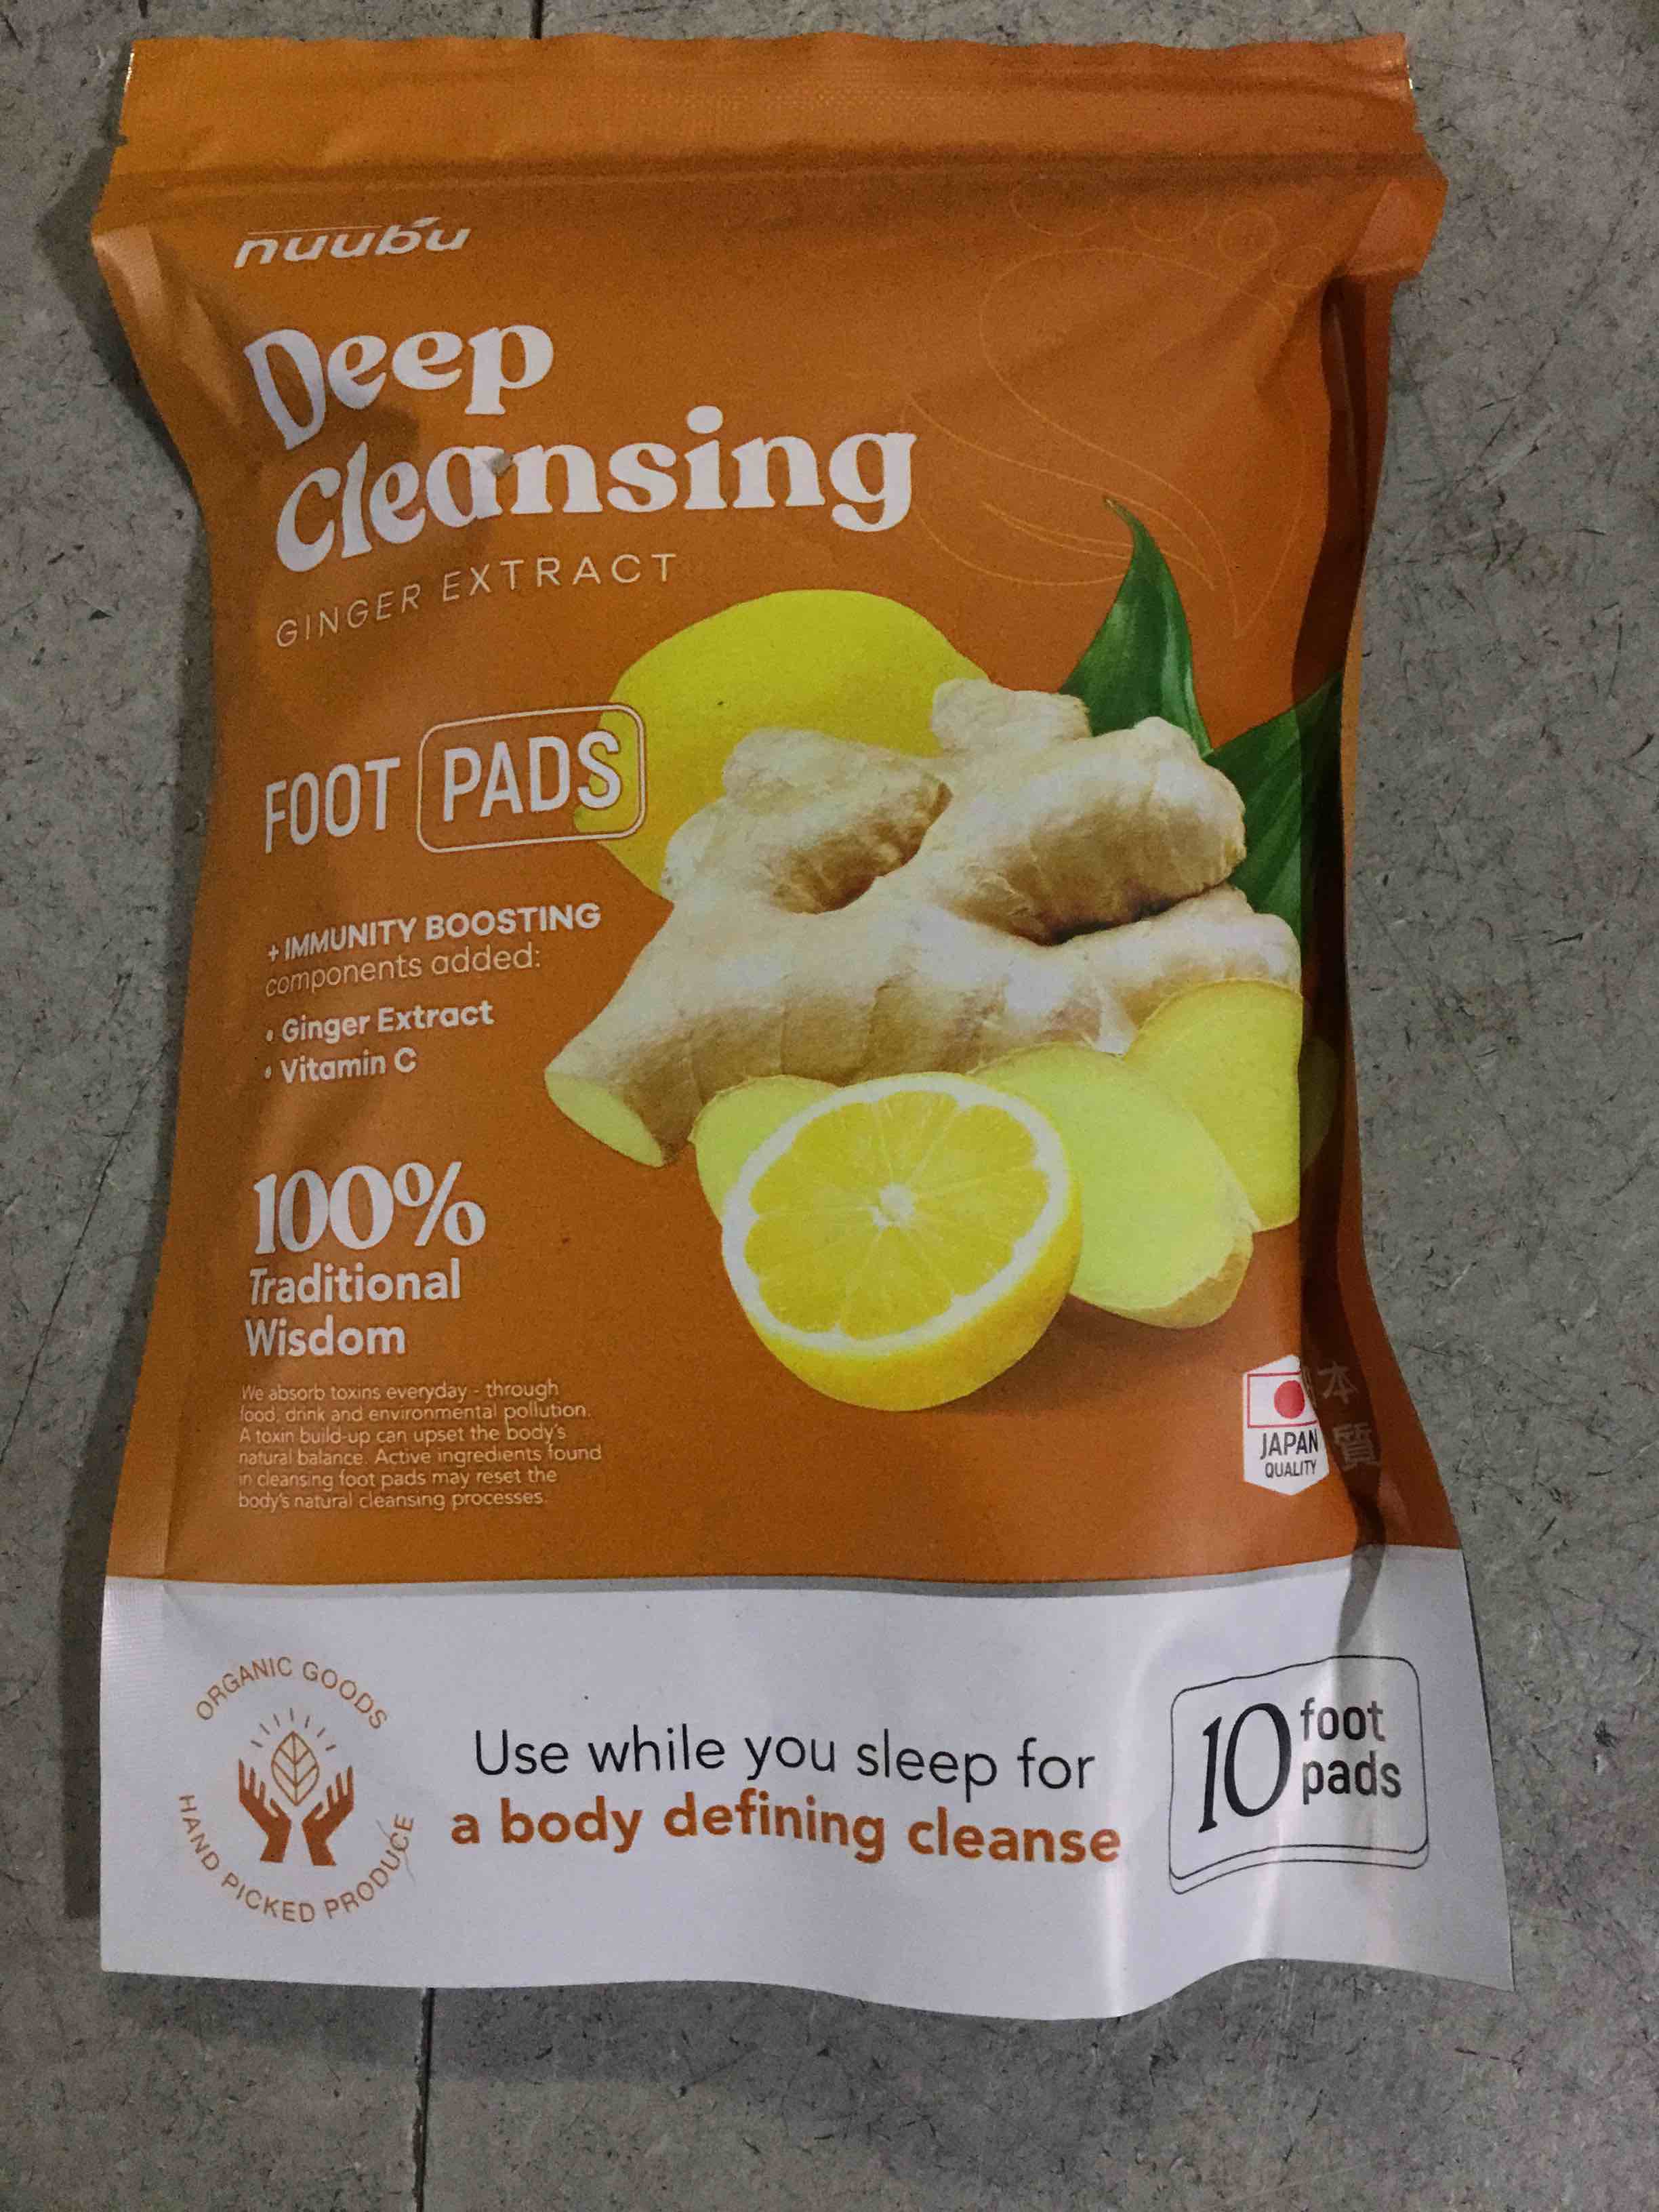 nuubu
Deep
Cleansing
GINGER EXTRACT
FOOT PADS
+ IMMUNITY BOOSTING
components added:
• Ginger Extract
• Vitamin C
100%
Traditional
Wisdom
We absorb toxins everyday - through
food, drink and environmental pollution.
A toxin build-up can upset the body's
natural balance. Active ingredients found
in cleansing foot pads may reset the
body's natural cleansing processes.
本
質
JAPAN
QUALITY
ORGANIC GOODS
HAND PICKED PRODUCE
Use while you sleep for
a body defining cleanse
10 foot
pads